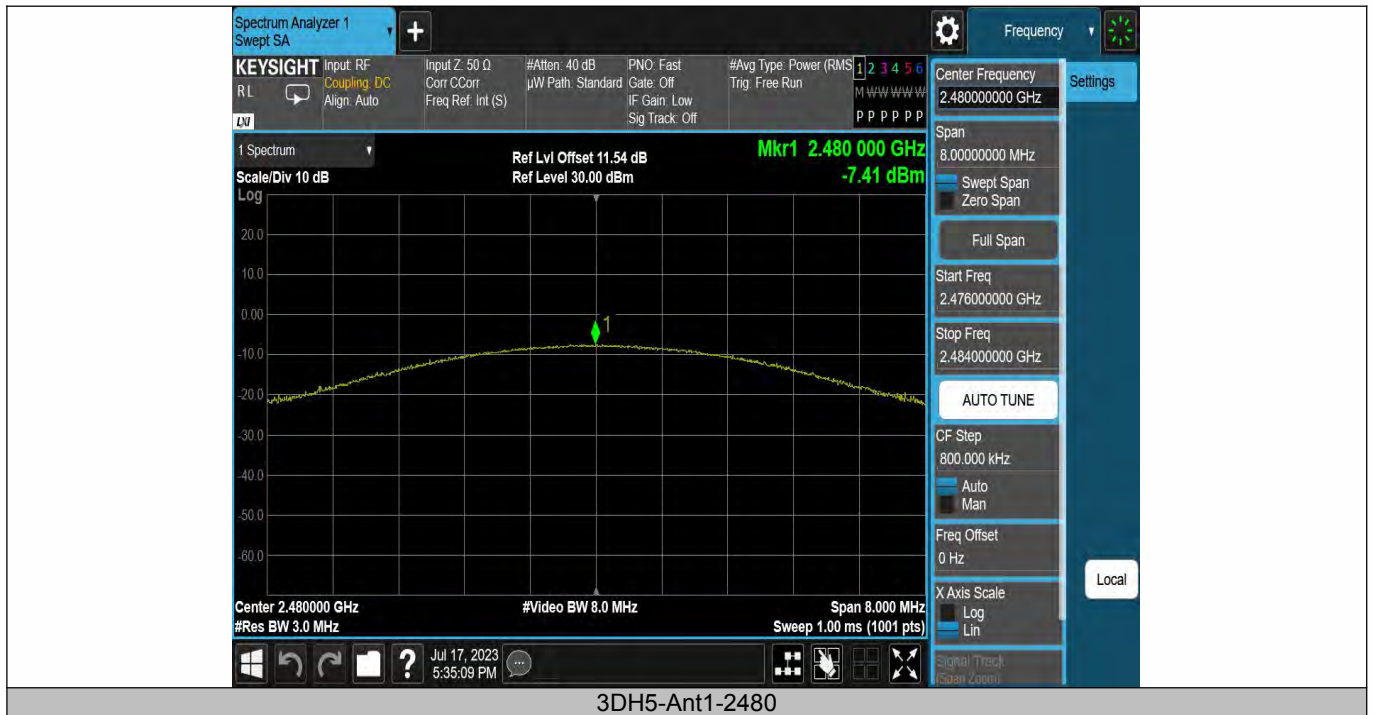 Spectrum Analyzer 1
Swept SA
+
Frequency
KEYSIGHT
RL
LXI
Input: RF
Coupling: DC
Align: Auto
Input Z: 50 Ω
Corr CCorr
Freq Ref: Int (S)
#Atten: 40 dB
µW Path: Standard
PNO: Fast
Gate: Off
IF Gain: Low
Sig Track: Off
#Avg Type: Power (RMS
Trig: Free Run
1 2 3 4 5 6
M W W W W W
P P P P P P
1 Spectrum
Scale/Div 10 dB
Log
Ref Lvl Offset 11.54 dB
Ref Level 30.00 dBm
Mkr1 2.480 000 GHz
-7.41 dBm
20.0
10.0
0.00
-10.0
-20.0
-30.0
-40.0
-50.0
-60.0
1
Center 2.480000 GHz
#Res BW 3.0 MHz
#Video BW 8.0 MHz
Span 8.000 MHz
Sweep 1.00 ms (1001 pts)
Center Frequency
2.480000000 GHz
Settings
Span
8.00000000 MHz
Swept Span
Zero Span
Full Span
Start Freq
2.476000000 GHz
Stop Freq
2.484000000 GHz
AUTO TUNE
CF Step
800.000 kHz
Auto
Man
Freq Offset
0 Hz
X Axis Scale
Log
Lin
Signal Track
(Span Zoom)
Local
?
Jul 17, 2023
5:35:09 PM
3DH5-Ant1-2480